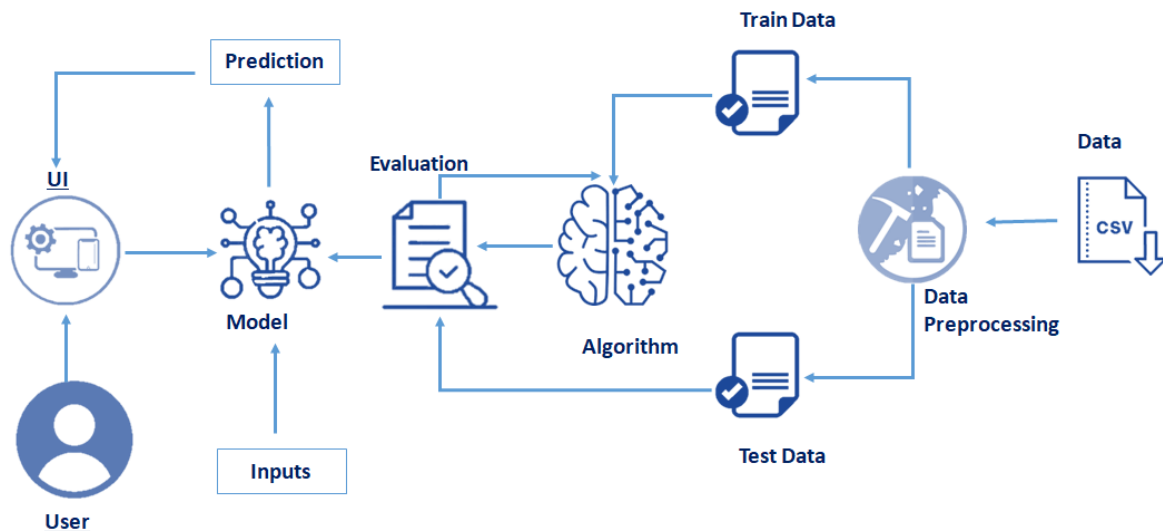 Train Data
Prediction
Evaluation
Data
UI
CSV
Data
Preprocessing
Model
Algorithm
Inputs
Test Data
User